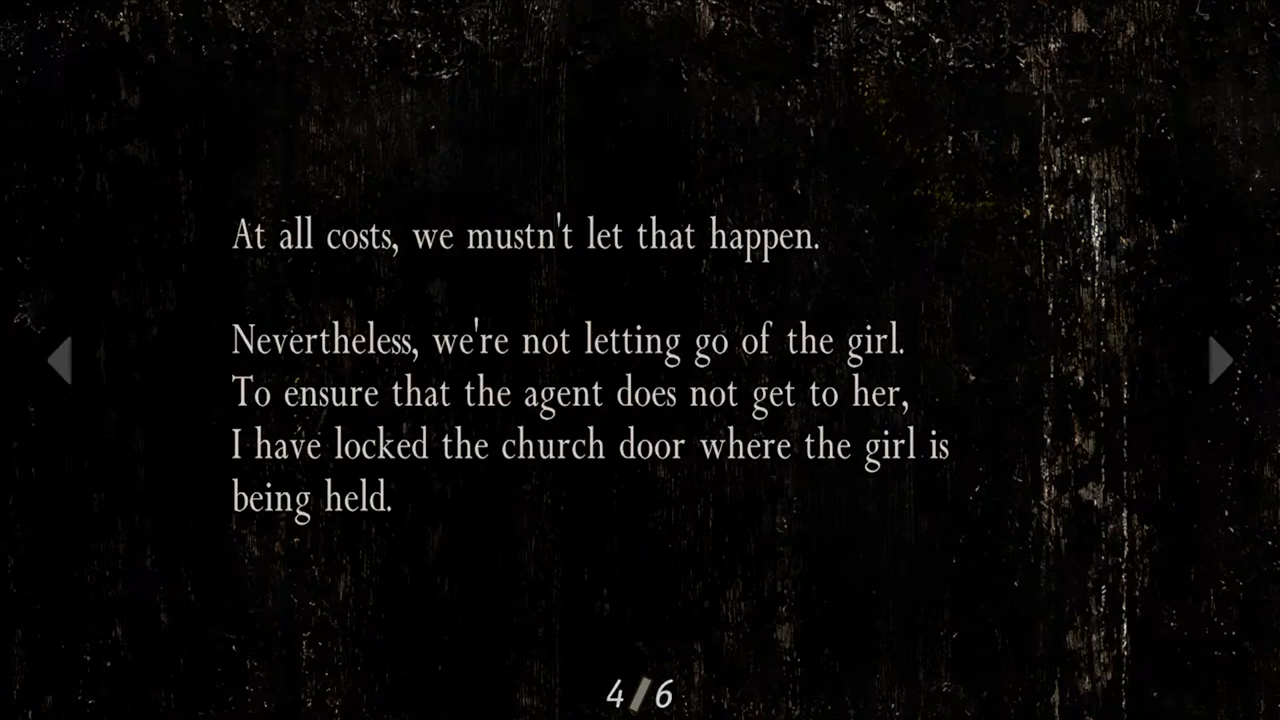 At all costs, we mustn't let that happen.
Nevertheless, we're not letting go of the girl.
To ensure that the agent does not get to her,
I have locked the church door where the girl is
being held.
4/6